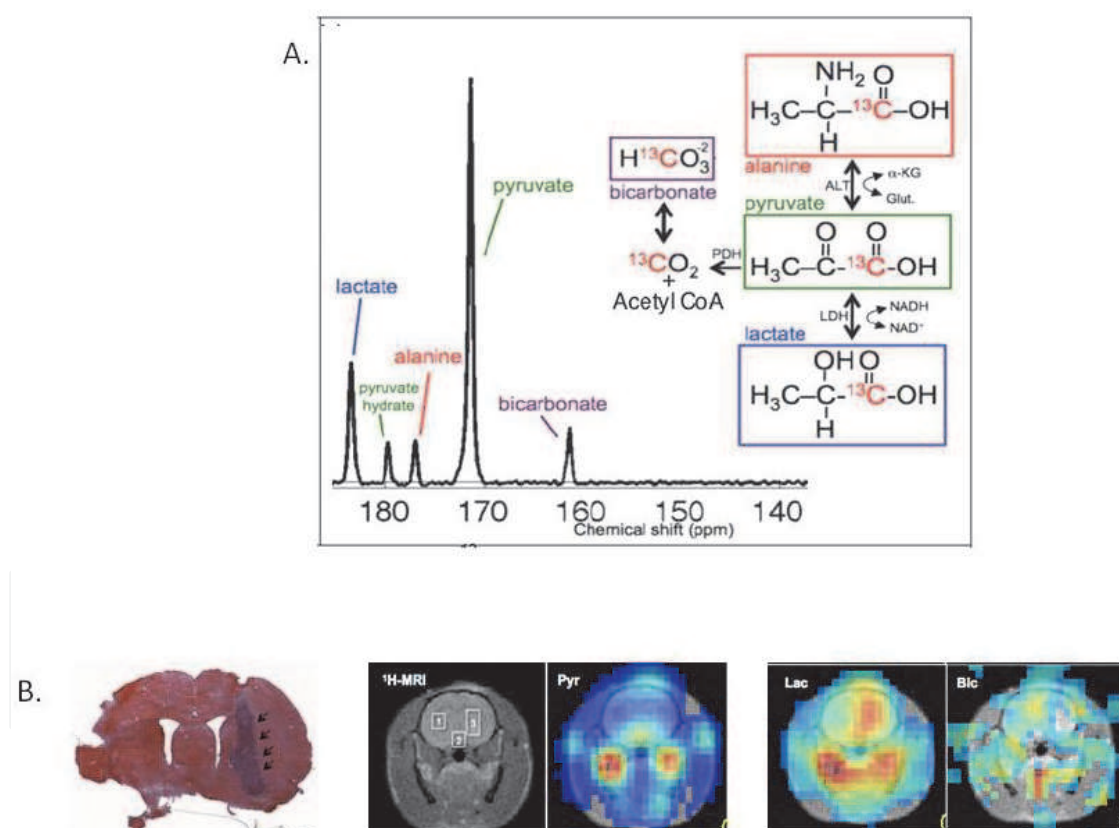 A.
NH₂ O
H₃C–C–¹³C–OH
H
alanine
ALT
α-KG
Glut.
H¹³CO₃⁻²
bicarbonate
pyruvate
O O
H₃C–C–¹³C–OH
PDH
¹³CO₂
+
Acetyl CoA
LDH
NADH
NAD⁺
lactate
OH O
H₃C–C–¹³C–OH
H
pyruvate
lactate
alanine
pyruvate
hydrate
bicarbonate
180 170 160 150 140
Chemical shift (ppm)
B.
¹H-MRI
1
3
2
Pyr
Lac
Bic